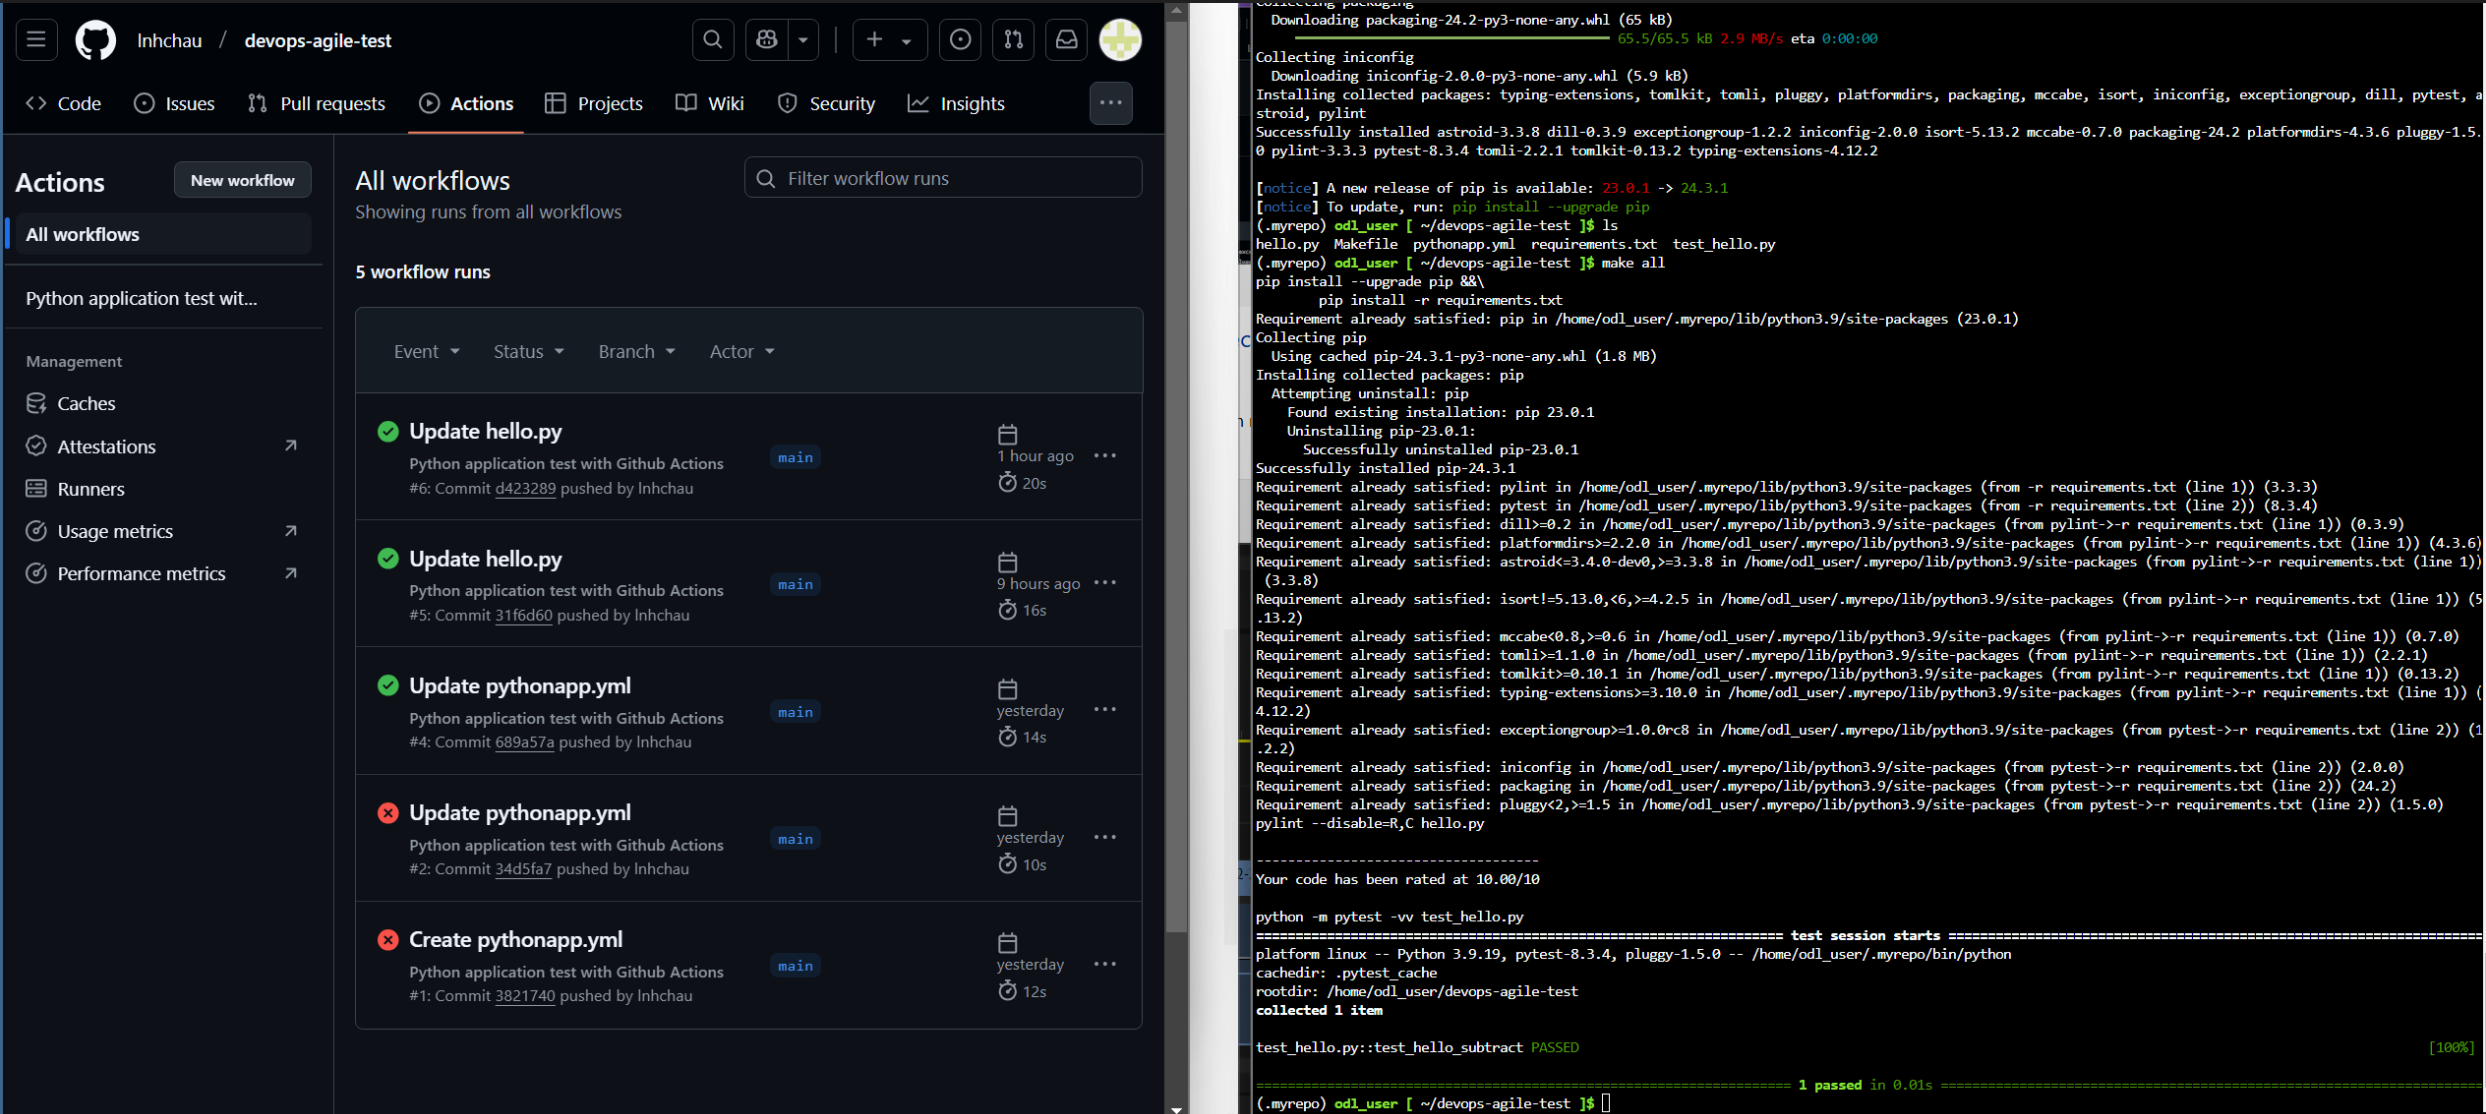 lnhchau / devops-agile-test
Code Issues Pull requests Actions Projects Wiki Security Insights
Actions
New workflow
All workflows
Python application test wit...
Management
Caches
Attestations
Runners
Usage metrics
Performance metrics
All workflows
Showing runs from all workflows
Filter workflow runs
5 workflow runs
Event Status Branch Actor
Update hello.py
Python application test with Github Actions
#6: Commit d423289 pushed by lnhchau
main
1 hour ago
20s
Update hello.py
Python application test with Github Actions
#5: Commit 31f6d60 pushed by lnhchau
main
9 hours ago
16s
Update pythonapp.yml
Python application test with Github Actions
#4: Commit 689a57a pushed by lnhchau
main
yesterday
14s
Update pythonapp.yml
Python application test with Github Actions
#2: Commit 34d5fa7 pushed by lnhchau
main
yesterday
10s
Create pythonapp.yml
Python application test with Github Actions
#1: Commit 3821740 pushed by lnhchau
main
yesterday
12s
Collecting packaging
Downloading packaging-24.2-py3-none-any.whl (65 kB)
65.5/65.5 kB 2.9 MB/s eta 0:00:00
Collecting iniconfig
Downloading iniconfig-2.0.0-py3-none-any.whl (5.9 kB)
Installing collected packages: typing-extensions, tomlkit, tomli, pluggy, platformdirs, packaging, mccabe, isort, iniconfig, exceptiongroup, dill, pytest, a
stroid, pylint
Successfully installed astroid-3.3.8 dill-0.3.9 exceptiongroup-1.2.2 iniconfig-2.0.0 isort-5.13.2 mccabe-0.7.0 packaging-24.2 platformdirs-4.3.6 pluggy-1.5.
0 pylint-3.3.3 pytest-8.3.4 tomli-2.2.1 tomlkit-0.13.2 typing-extensions-4.12.2
[notice] A new release of pip is available: 23.0.1 -> 24.3.1
[notice] To update, run: pip install --upgrade pip
(.myrepo) odl_user [ ~/devops-agile-test ]$ ls
hello.py Makefile pythonapp.yml requirements.txt test_hello.py
(.myrepo) odl_user [ ~/devops-agile-test ]$ make all
pip install --upgrade pip &&\
pip install -r requirements.txt
Requirement already satisfied: pip in /home/odl_user/.myrepo/lib/python3.9/site-packages (23.0.1)
Collecting pip
Using cached pip-24.3.1-py3-none-any.whl (1.8 MB)
Installing collected packages: pip
Attempting uninstall: pip
Found existing installation: pip 23.0.1
Uninstalling pip-23.0.1:
Successfully uninstalled pip-23.0.1
Successfully installed pip-24.3.1
Requirement already satisfied: pylint in /home/odl_user/.myrepo/lib/python3.9/site-packages (from -r requirements.txt (line 1)) (3.3.3)
Requirement already satisfied: pytest in /home/odl_user/.myrepo/lib/python3.9/site-packages (from -r requirements.txt (line 2)) (8.3.4)
Requirement already satisfied: dill>=0.2 in /home/odl_user/.myrepo/lib/python3.9/site-packages (from pylint->-r requirements.txt (line 1)) (0.3.9)
Requirement already satisfied: platformdirs>=2.2.0 in /home/odl_user/.myrepo/lib/python3.9/site-packages (from pylint->-r requirements.txt (line 1)) (4.3.6)
Requirement already satisfied: astroid<=3.4.0-dev0,>=3.3.8 in /home/odl_user/.myrepo/lib/python3.9/site-packages (from pylint->-r requirements.txt (line 1))
(3.3.8)
Requirement already satisfied: isort!=5.13.0,<6,>=4.2.5 in /home/odl_user/.myrepo/lib/python3.9/site-packages (from pylint->-r requirements.txt (line 1)) (5
.13.2)
Requirement already satisfied: mccabe<0.8,>=0.6 in /home/odl_user/.myrepo/lib/python3.9/site-packages (from pylint->-r requirements.txt (line 1)) (0.7.0)
Requirement already satisfied: tomli>=1.1.0 in /home/odl_user/.myrepo/lib/python3.9/site-packages (from pylint->-r requirements.txt (line 1)) (2.2.1)
Requirement already satisfied: tomlkit>=0.10.1 in /home/odl_user/.myrepo/lib/python3.9/site-packages (from pylint->-r requirements.txt (line 1)) (0.13.2)
Requirement already satisfied: typing-extensions>=3.10.0 in /home/odl_user/.myrepo/lib/python3.9/site-packages (from pylint->-r requirements.txt (line 1)) (
4.12.2)
Requirement already satisfied: exceptiongroup>=1.0.0rc8 in /home/odl_user/.myrepo/lib/python3.9/site-packages (from pytest->-r requirements.txt (line 2)) (1
.2.2)
Requirement already satisfied: iniconfig in /home/odl_user/.myrepo/lib/python3.9/site-packages (from pytest->-r requirements.txt (line 2)) (2.0.0)
Requirement already satisfied: packaging in /home/odl_user/.myrepo/lib/python3.9/site-packages (from pytest->-r requirements.txt (line 2)) (24.2)
Requirement already satisfied: pluggy<2,>=1.5 in /home/odl_user/.myrepo/lib/python3.9/site-packages (from pytest->-r requirements.txt (line 2)) (1.5.0)
pylint --disable=R,C hello.py
------------------------------------
Your code has been rated at 10.00/10
python -m pytest -vv test_hello.py
=================== test session starts ===================
platform linux -- Python 3.9.19, pytest-8.3.4, pluggy-1.5.0 -- /home/odl_user/.myrepo/bin/python
cachedir: .pytest_cache
rootdir: /home/odl_user/devops-agile-test
collected 1 item
test_hello.py::test_hello_subtract PASSED [100%]
=================== 1 passed in 0.01s ===================
(.myrepo) odl_user [ ~/devops-agile-test ]$